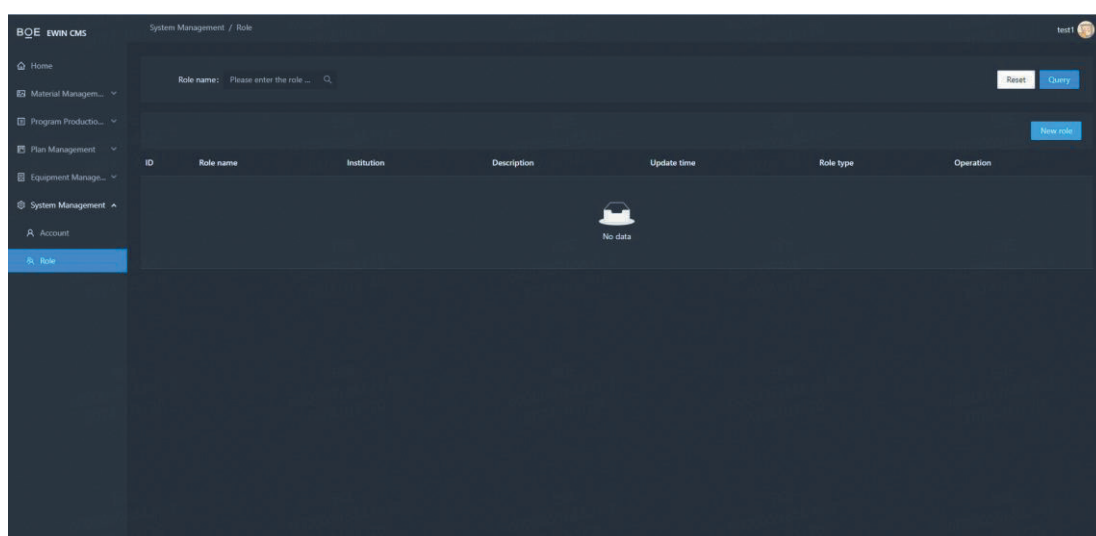 BOE EWIN CMS
System Management / Role
test1
Home
Material Managem...
Program Productio...
Plan Management
Equipment Manage...
System Management
Account
Role
Role name: Please enter the role ...
Reset Query
New role
ID Role name Institution Description Update time Role type Operation
No data